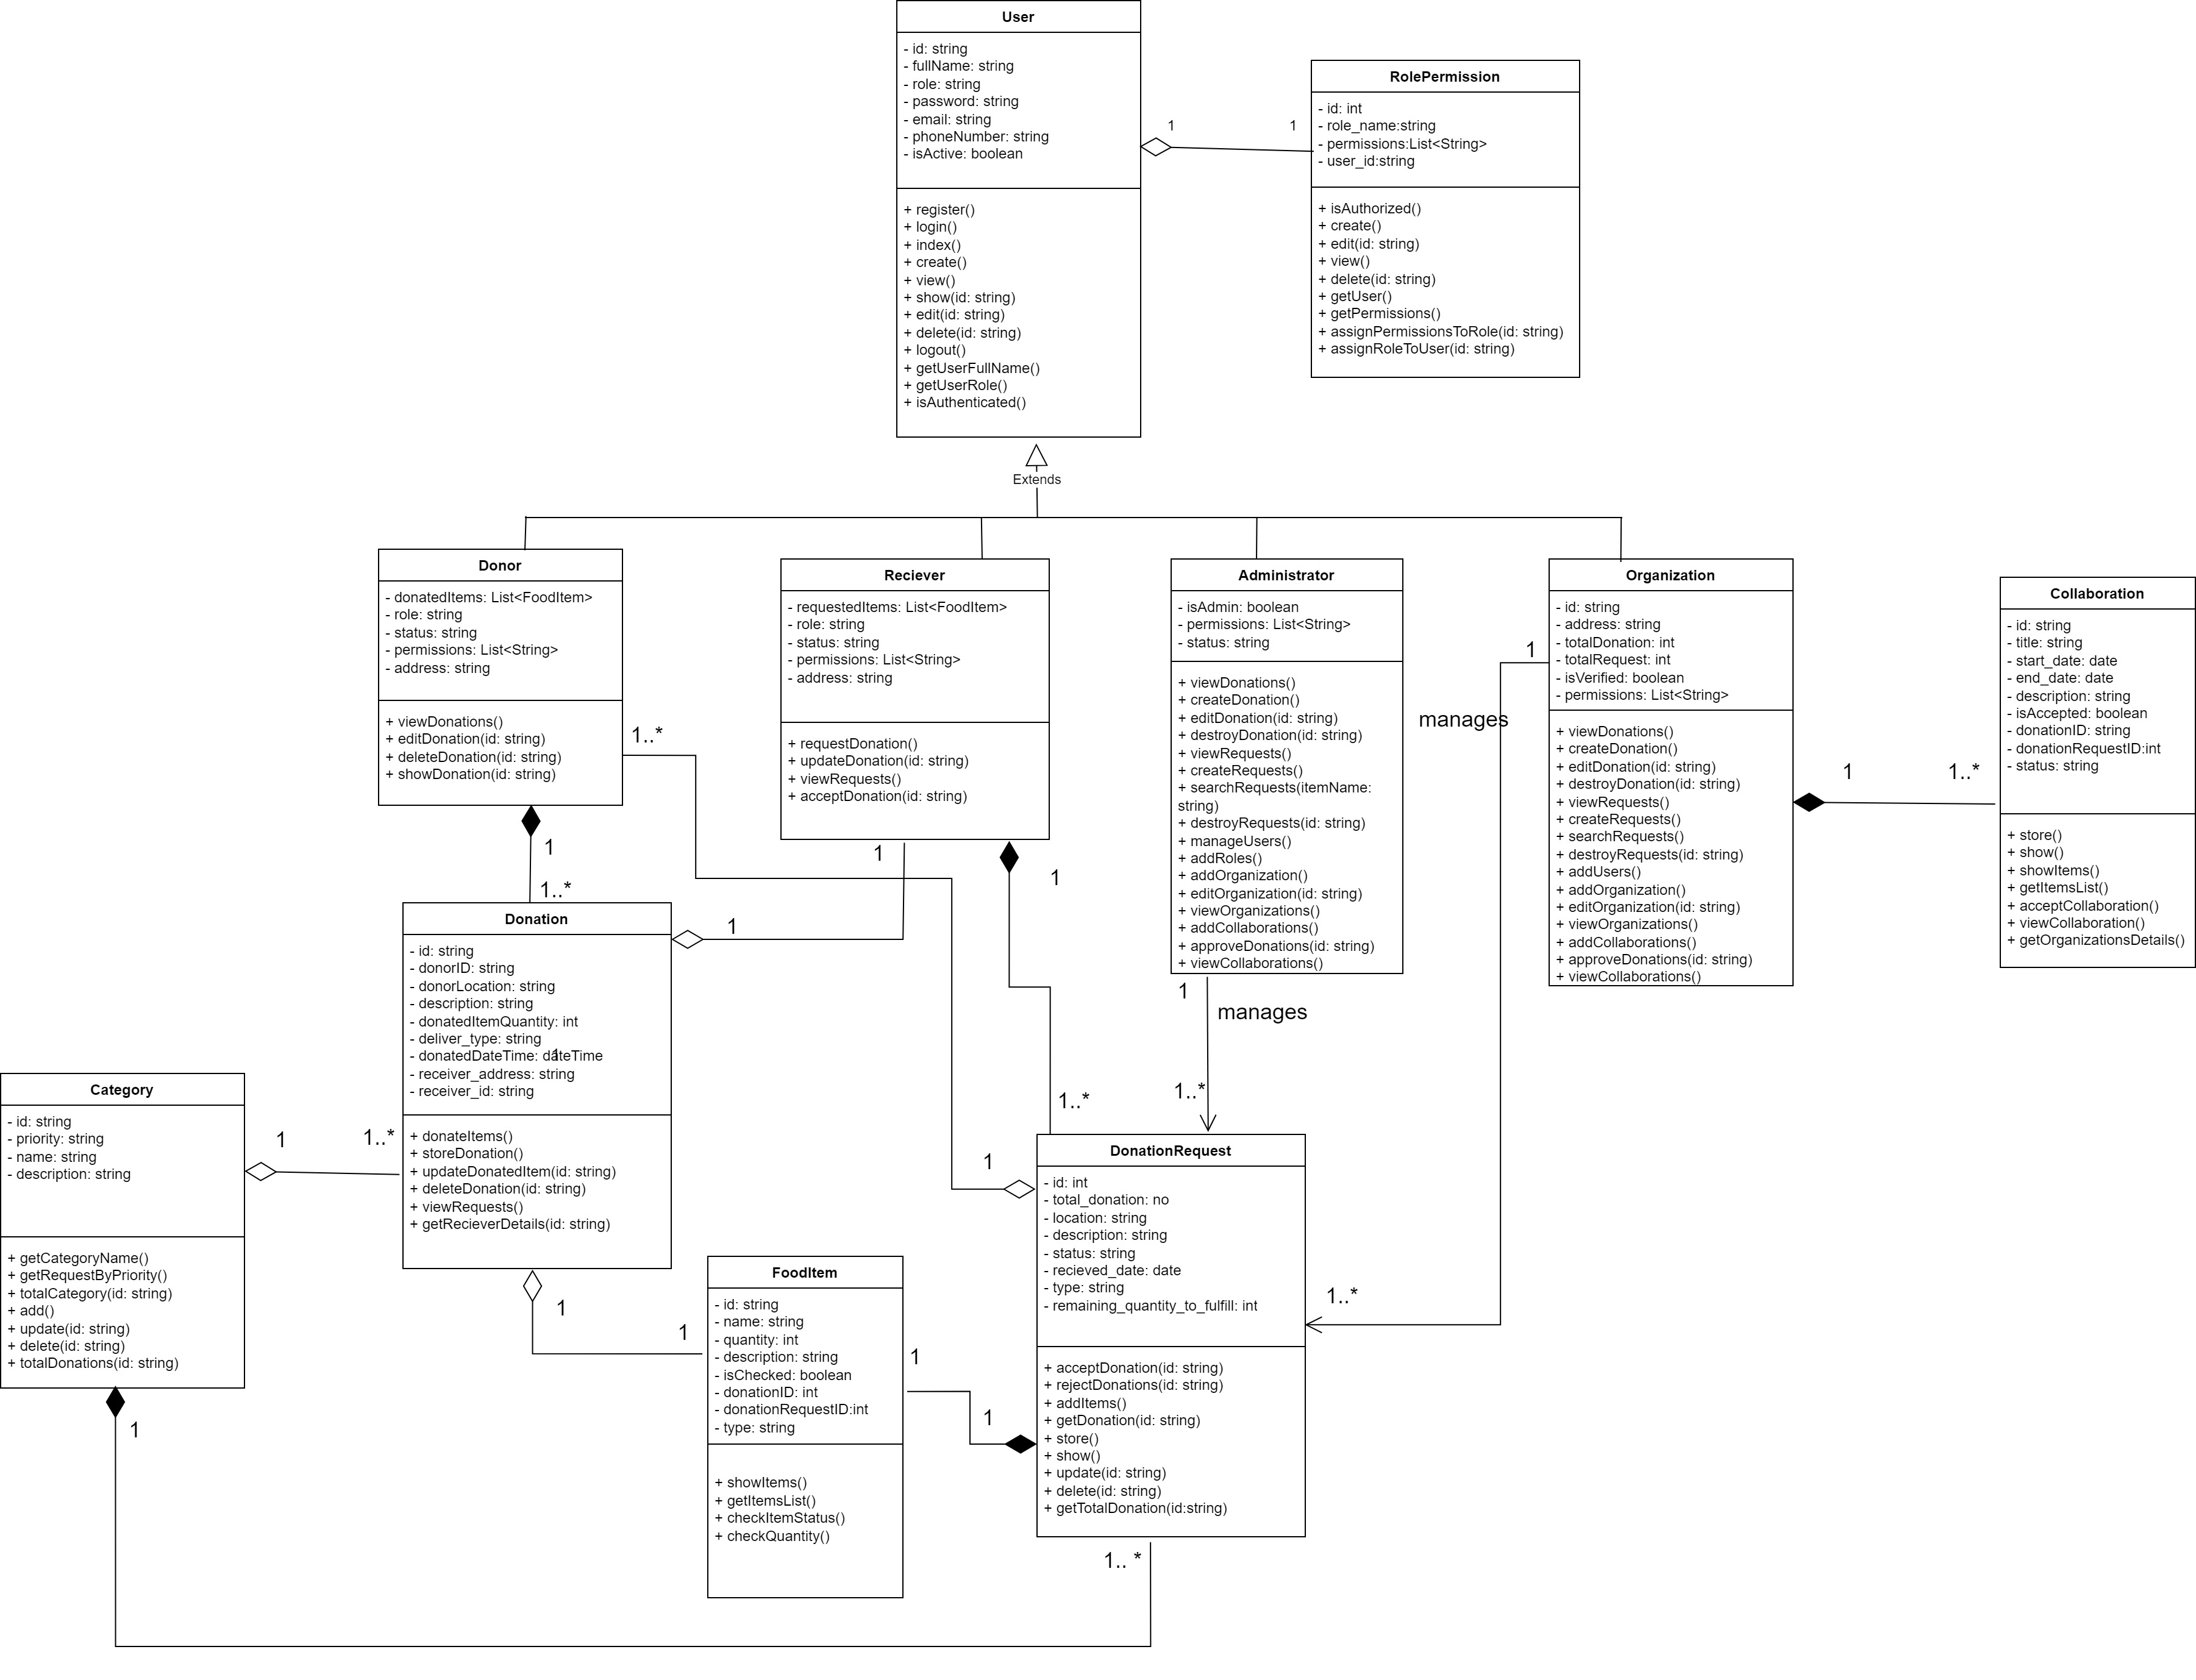 User
- id: string
- fullName: string
- role: string
- password: string
- email: string
- phoneNumber: string
- isActive: boolean
+ register()
+ login()
+ index()
+ create()
+ view()
+ show(id: string)
+ edit(id: string)
+ delete(id: string)
+ logout()
+ getUserFullName()
+ getUserRole()
+ isAuthenticated()
1
1
RolePermission
- id: int
- role_name:string
- permissions:List<String>
- user_id:string
+ isAuthorized()
+ create()
+ edit(id: string)
+ view()
+ delete(id: string)
+ getUser()
+ getPermissions()
+ assignPermissionsToRole(id: string)
+ assignRoleToUser(id: string)
Extends
Donor
- donatedItems: List<FoodItem>
- role: string
- status: string
- permissions: List<String>
- address: string
+ viewDonations()
+ editDonation(id: string)
+ deleteDonation(id: string)
+ showDonation(id: string)
1..*
1
1..*
Reciever
- requestedItems: List<FoodItem>
- role: string
- status: string
- permissions: List<String>
- address: string
+ requestDonation()
+ updateDonation(id: string)
+ viewRequests()
+ acceptDonation(id: string)
1
1
1
Administrator
- isAdmin: boolean
- permissions: List<String>
- status: string
+ viewDonations()
+ createDonation()
+ editDonation(id: string)
+ destroyDonation(id: string)
+ viewRequests()
+ createRequests()
+ searchRequests(itemName:
string)
+ destroyRequests(id: string)
+ manageUsers()
+ addRoles()
+ addOrganization()
+ editOrganization(id: string)
+ viewOrganizations()
+ addCollaborations()
+ approveDonations(id: string)
+ viewCollaborations()
1
manages
1..*
1
manages
Organization
- id: string
- address: string
- totalDonation: int
- totalRequest: int
- isVerified: boolean
- permissions: List<String>
+ viewDonations()
+ createDonation()
+ editDonation(id: string)
+ destroyDonation(id: string)
+ viewRequests()
+ createRequests()
+ searchRequests()
+ destroyRequests(id: string)
+ addUsers()
+ addOrganization()
+ editOrganization(id: string)
+ viewOrganizations()
+ addCollaborations()
+ approveDonations(id: string)
+ viewCollaborations()
1
1..*
Collaboration
- id: string
- title: string
- start_date: date
- end_date: date
- description: string
- isAccepted: boolean
- donationID: string
- donationRequestID:int
- status: string
+ store()
+ show()
+ showItems()
+ getItemsList()
+ acceptCollaboration()
+ viewCollaboration()
+ getOrganizationsDetails()
Donation
- id: string
- donorID: string
- donorLocation: string
- description: string
- donatedItemQuantity: int
- deliver_type: string
- donatedDateTime: dateTime
1
- receiver_address: string
- receiver_id: string
+ donateItems()
+ storeDonation()
+ updateDonatedItem(id: string)
+ deleteDonation(id: string)
+ viewRequests()
+ getRecieverDetails(id: string)
1
1
Category
- id: string
- priority: string
- name: string
- description: string
+ getCategoryName()
+ getRequestByPriority()
+ totalCategory(id: string)
+ add()
+ update(id: string)
+ delete(id: string)
+ totalDonations(id: string)
1
1..*
1
FoodItem
- id: string
- name: string
- quantity: int
- description: string
- isChecked: boolean
- donationID: int
- donationRequestID:int
- type: string
+ showItems()
+ getItemsList()
+ checkItemStatus()
+ checkQuantity()
1
1
1..*
1
DonationRequest
- id: int
- total_donation: no
- location: string
- description: string
- status: string
- recieved_date: date
- type: string
- remaining_quantity_to_fulfill: int
+ acceptDonation(id: string)
+ rejectDonations(id: string)
+ addItems()
+ getDonation(id: string)
+ store()
+ show()
+ update(id: string)
+ delete(id: string)
+ getTotalDonation(id:string)
1..*
1.. *